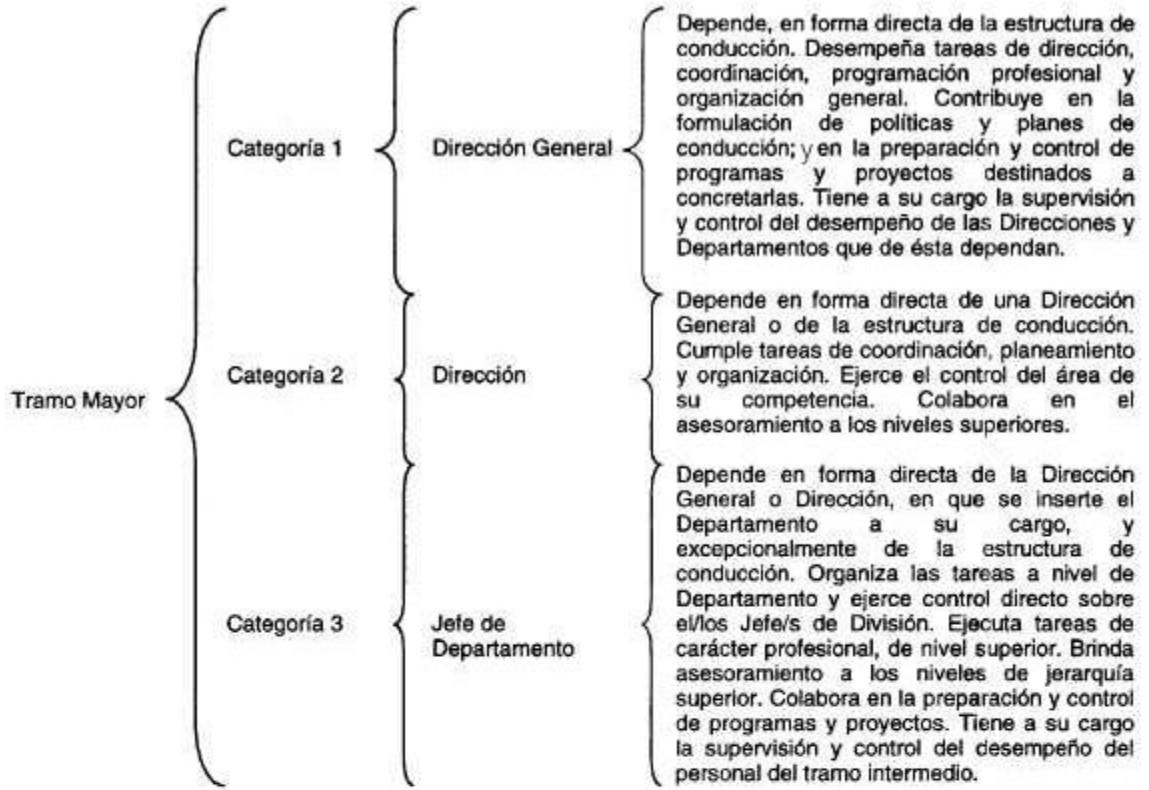 Tramo Mayor
Categoría 1
Dirección General
Depende, en forma directa de la estructura de
conducción. Desempeña tareas de dirección,
coordinación, programación profesional y
organización general. Contribuye en la
formulación de políticas y planes de
conducción; y en la preparación y control de
programas y proyectos destinados a
concretarlas. Tiene a su cargo la supervisión
y control del desempeño de las Direcciones y
Departamentos que de ésta dependan.
Categoría 2
Dirección
Depende en forma directa de una Dirección
General o de la estructura de conducción.
Cumple tareas de coordinación, planeamiento
y organización. Ejerce el control del área de
su competencia. Colabora en el
asesoramiento a los niveles superiores.
Categoría 3
Jefe de
Departamento
Depende en forma directa de la Dirección
General o Dirección, en que se inserte el
Departamento a su cargo, y
excepcionalmente de la estructura de
conducción. Organiza las tareas a nivel de
Departamento y ejerce control directo sobre
el/los Jefe/s de División. Ejecuta tareas de
carácter profesional, de nivel superior. Brinda
asesoramiento a los niveles de jerarquía
superior. Colabora en la preparación y control
de programas y proyectos. Tiene a su cargo
la supervisión y control del desempeño del
personal del tramo intermedio.